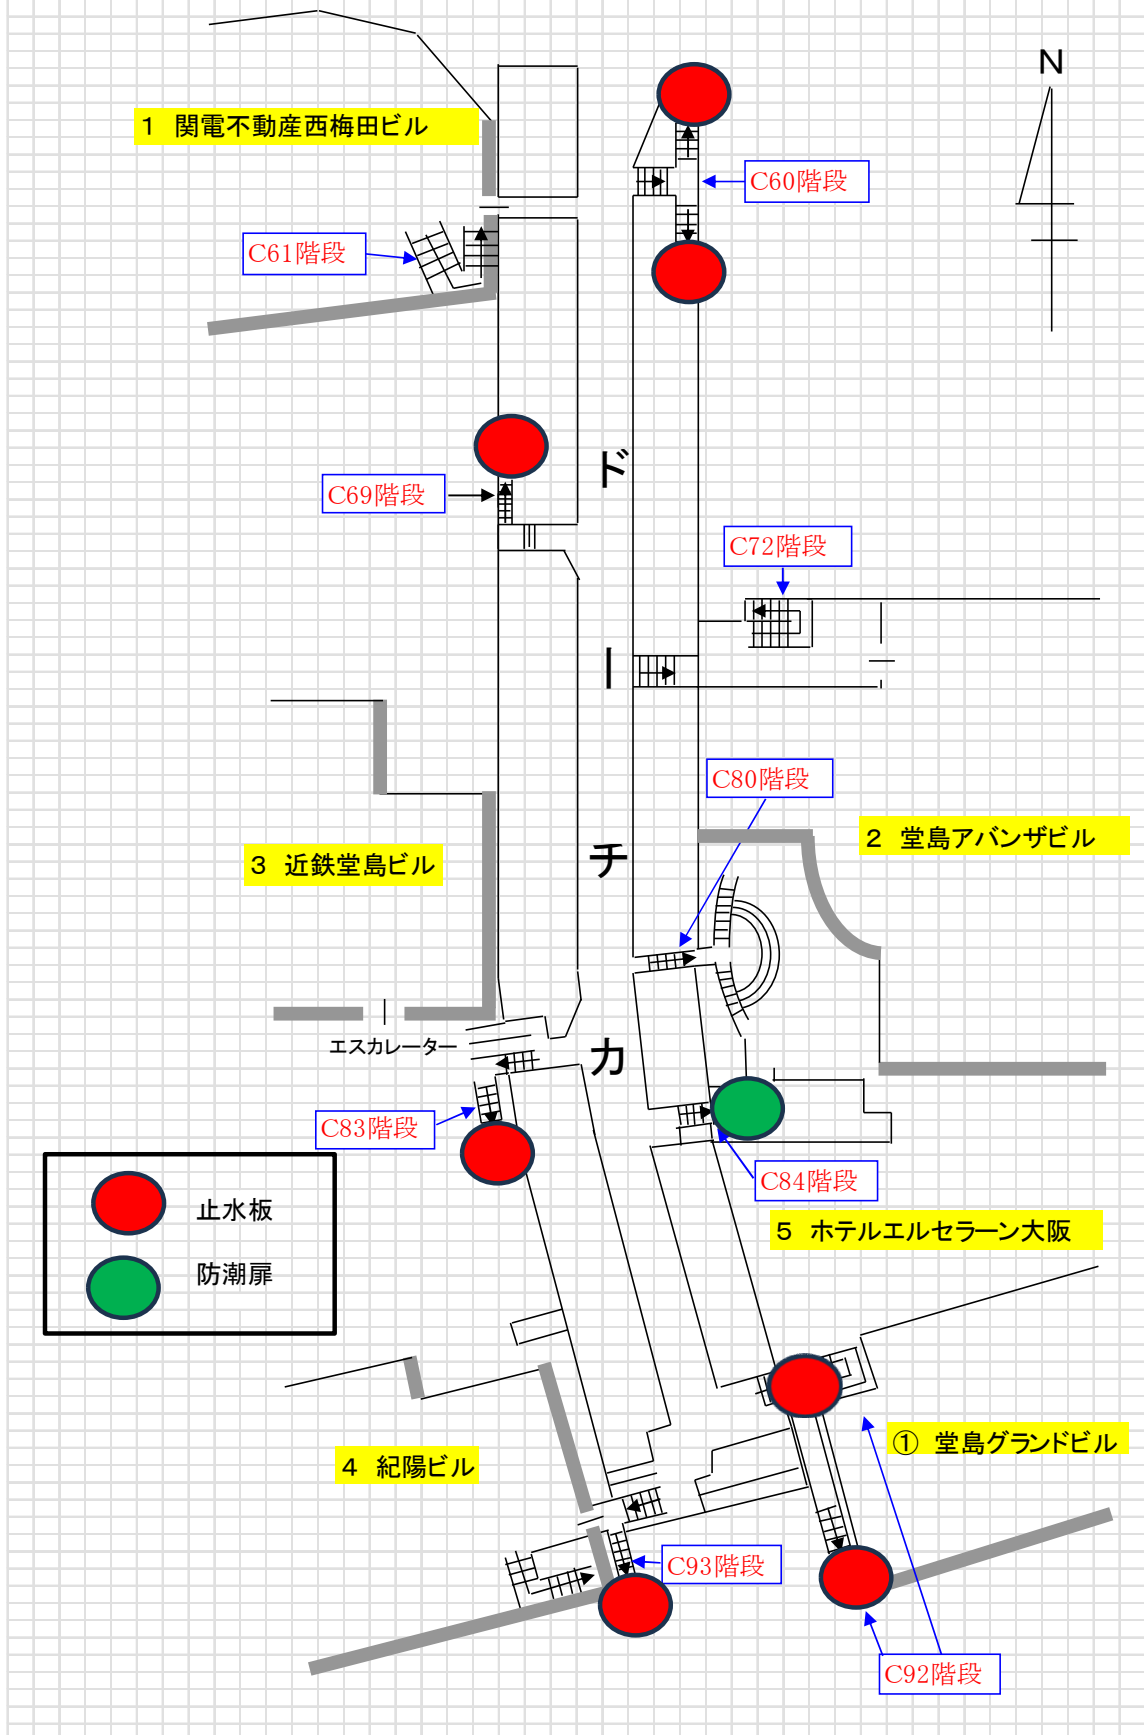 N
1 関電不動産西梅田ビル
C60階段
C61階段
ド
C69階段
C72階段
ー
C80階段
2 堂島アバンザビル
チ
3 近鉄堂島ビル
エスカレーター
カ
C83階段
C84階段
止水板
防潮扉
5 ホテルエルセラーン大阪
① 堂島グランドビル
4 紀陽ビル
C93階段
C92階段